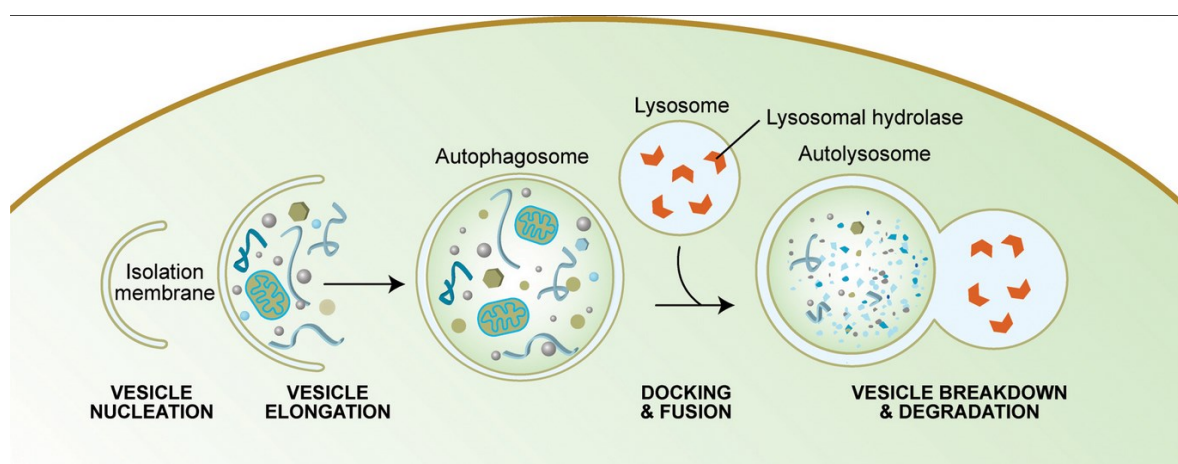 Lysosome
Lysosomal hydrolase
Autophagosome
Autolysosome
Isolation
membrane
VESICLE
NUCLEATION
VESICLE
ELONGATION
DOCKING
& FUSION
VESICLE BREAKDOWN
& DEGRADATION